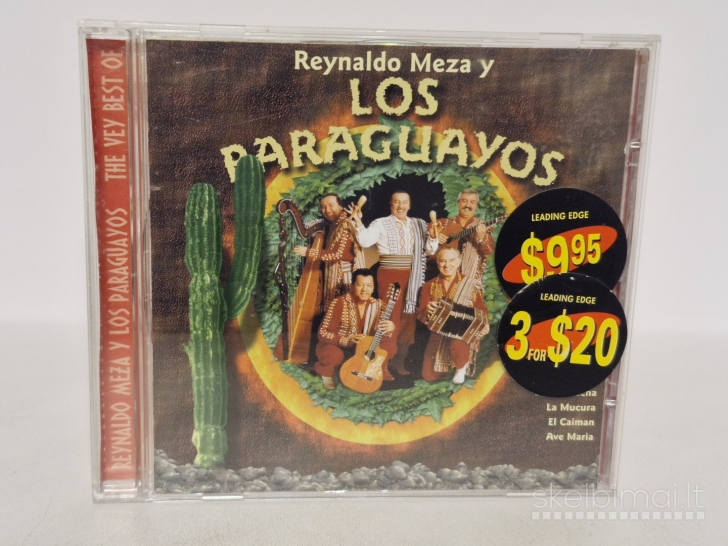 REYNALDO MEZA Y LOS PARAGUAYOS THE VEY BEST OF
Reynaldo Meza y
LOS
PARAGUAYOS
LEADING EDGE
$9.95
LEADING EDGE
3 FOR $20
La Mucura
El Caiman
Ave Maria
skelbimai.lt